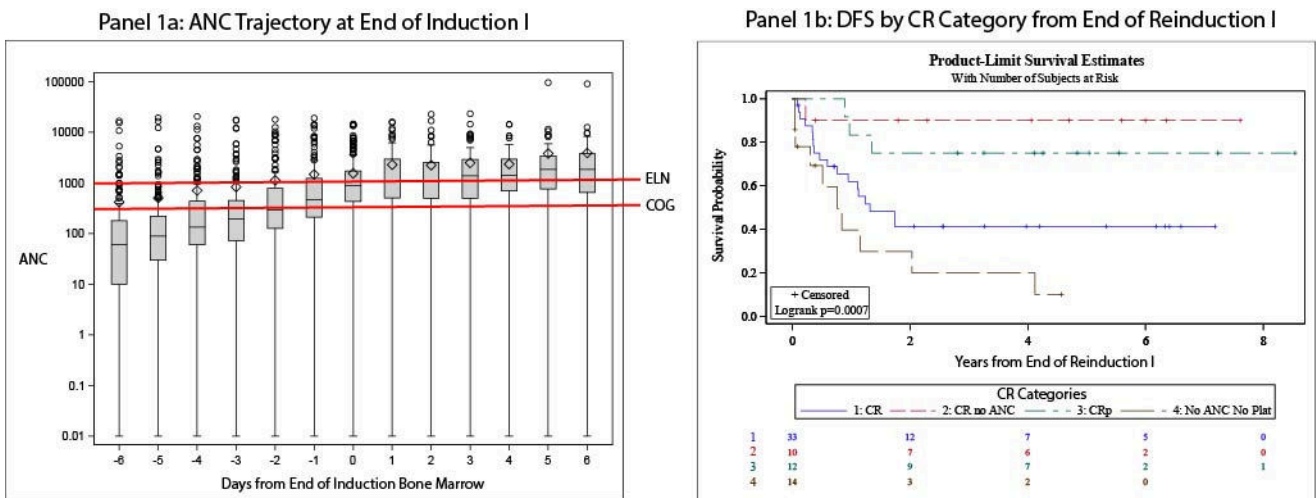 Panel 1a: ANC Trajectory at End of Induction I
100000
10000
1000
100
10
1
0.1
0.01
ANC
ELN
COG
-6 -5 -4 -3 -2 -1 0 1 2 3 4 5 6
Days from End of Induction Bone Marrow
Panel 1b: DFS by CR Category from End of Reinduction I
Product-Limit Survival Estimates
With Number of Subjects at Risk
1.0
0.8
0.6
0.4
0.2
0.0
Survival Probability
+ Censored
Logrank p=0.0007
0 2 4 6 8
Years from End of Reinduction I
CR Categories
1: CR 2: CR no ANC 3: CRp 4: No ANC No Plat
1 33 12 7 5 0
2 10 7 6 2 0
3 12 9 7 2 1
4 14 3 2 0